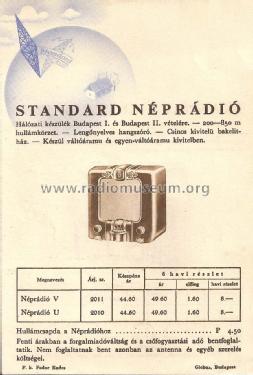 STANDARD NÉPRÁDIÓ
Hálózati készülék Budapest I. és Budapest II. vételére. — 200—850 m
hullámkörzet. — Lengőnyelves hangszóró. — Csinos kivitelű bakelit-
ház. — Készül váltóáramu és egyen-váltóáramu kivitelben.
www.radiomuseum.org
Megnevezés Árj. sz. Készpénz ár 6 havi részlet
ár előleg havi részlet
Néprádió V 2011 44.60 49.60 1.60 8.—
Néprádió U 2010 44.60 49.60 1.60 8.—
Hullámcsapda a Néprádióhoz P 4.50
Fenti árakban a forgalmiadóváltság és a csőfogyasztási adó bentfoglal-
tatik. Nem foglaltatnak bent azonban az antenna és egyéb szerelés
költségei.
F. k. Fodor Endre
Globus, Budapest